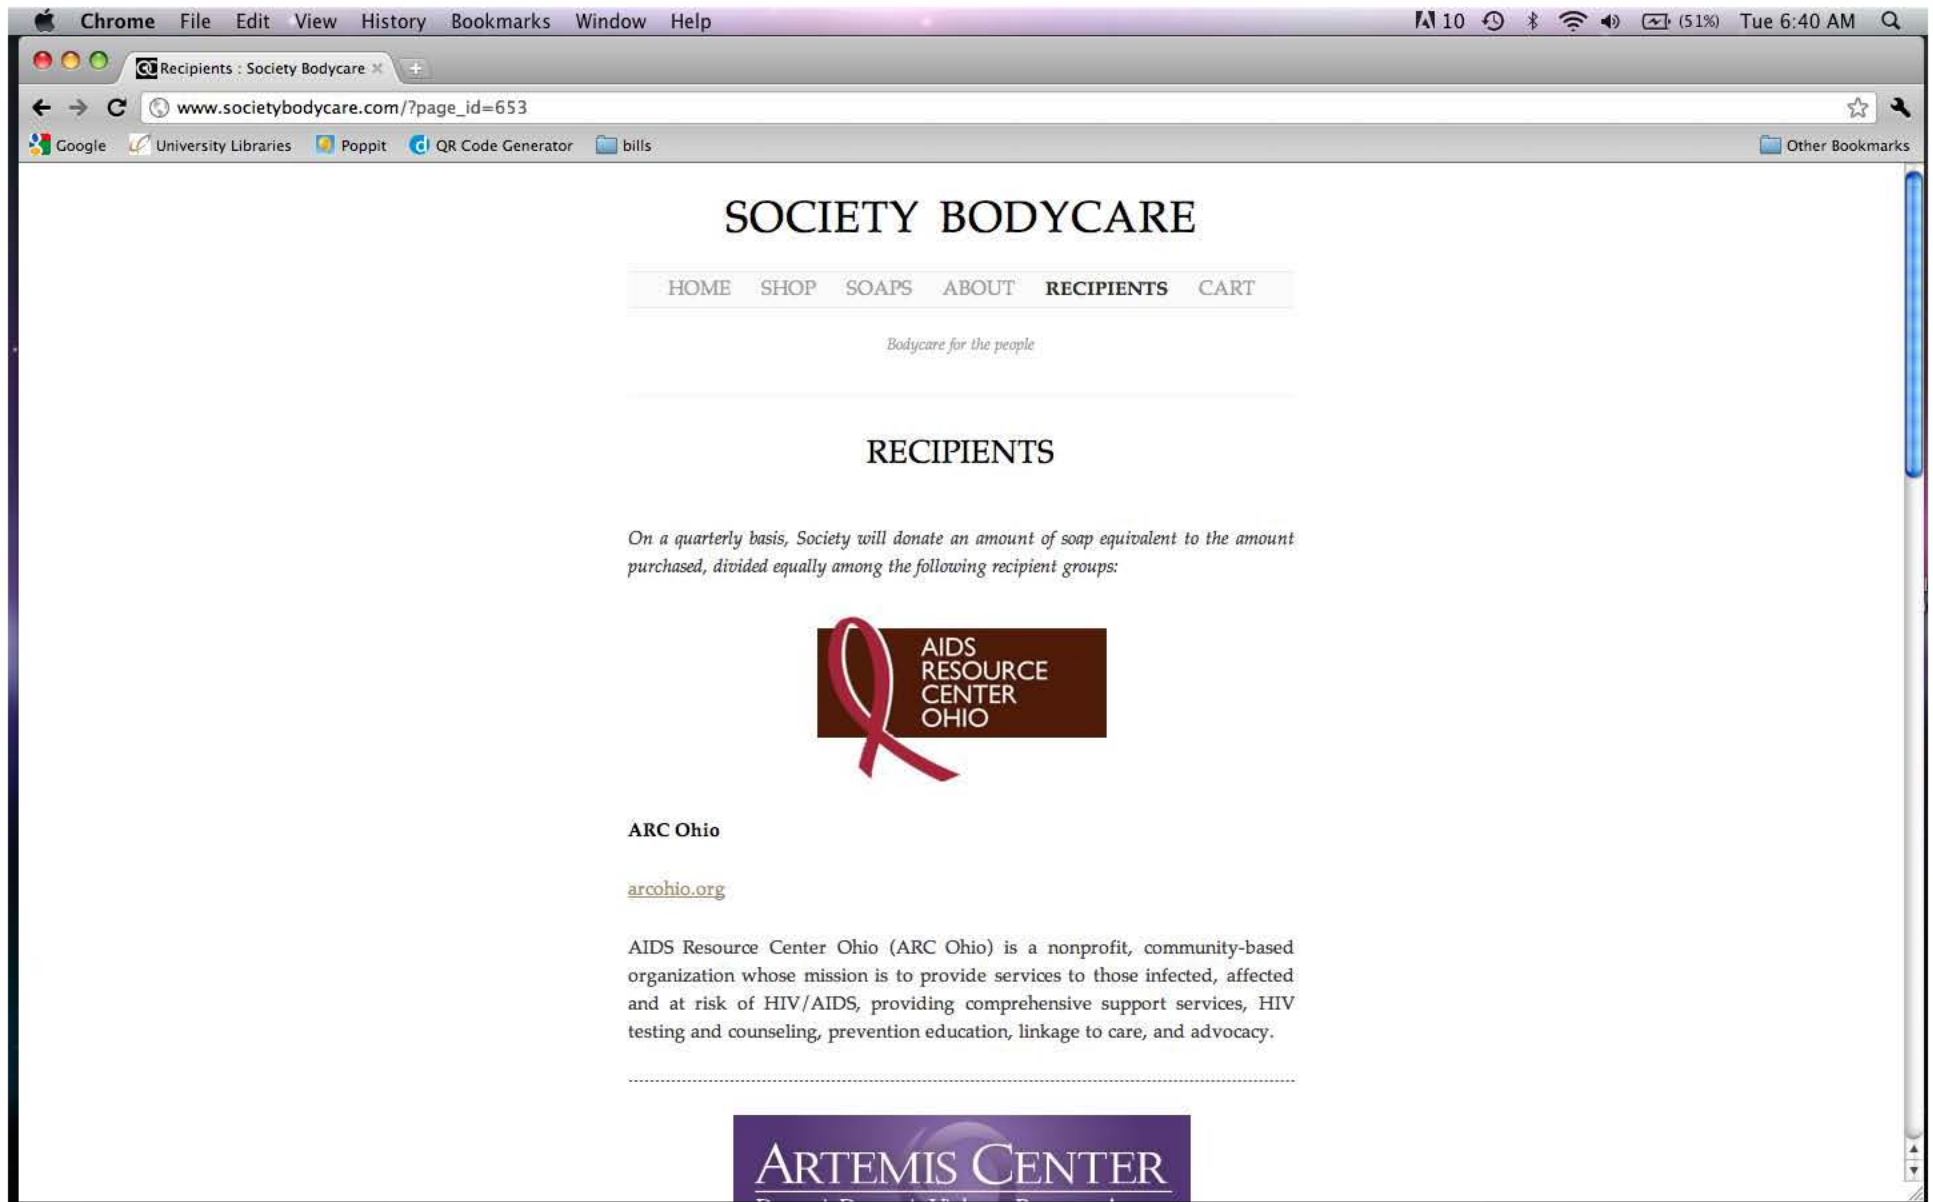 Chrome File Edit View History Bookmarks Window Help 10 (51%) Tue 6:40 AM
Recipients : Society Bodycare
www.societybodycare.com/?page_id=653
Google University Libraries Poppit QR Code Generator bills Other Bookmarks
SOCIETY BODYCARE
HOME SHOP SOAPS ABOUT RECIPIENTS CART
Bodycare for the people
RECIPIENTS
On a quarterly basis, Society will donate an amount of soap equivalent to the amount
purchased, divided equally among the following recipient groups:
AIDS
RESOURCE
CENTER
OHIO
ARC Ohio
arcohio.org
AIDS Resource Center Ohio (ARC Ohio) is a nonprofit, community-based
organization whose mission is to provide services to those infected, affected
and at risk of HIV/AIDS, providing comprehensive support services, HIV
testing and counseling, prevention education, linkage to care, and advocacy.
ARTEMIS CENTER